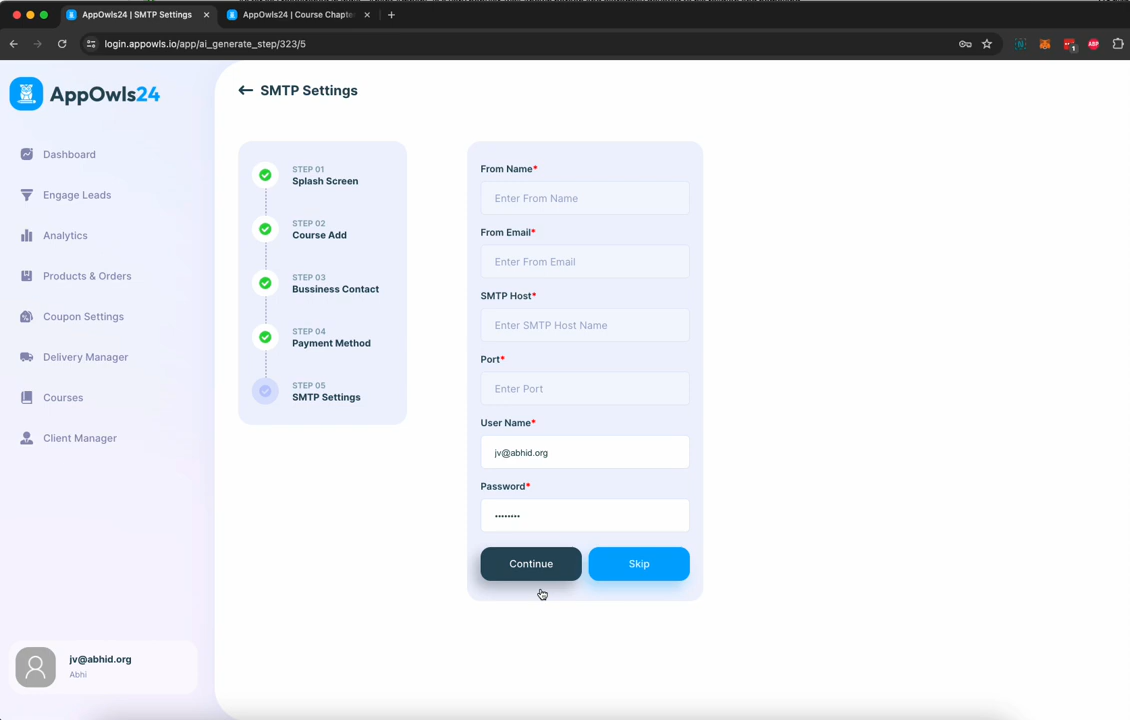 AppOwls24 | SMTP Settings
AppOwls24 | Course Chapte
login.appowls.io/app/ai_generate_step/323/5
1
ABP
AppOwls24
SMTP Settings
Dashboard
Engage Leads
Analytics
Products & Orders
Coupon Settings
Delivery Manager
Courses
Client Manager
STEP 01
Splash Screen
STEP 02
Course Add
STEP 03
Bussiness Contact
STEP 04
Payment Method
STEP 05
SMTP Settings
From Name*
Enter From Name
From Email*
Enter From Email
SMTP Host*
Enter SMTP Host Name
Port*
Enter Port
User Name*
jv@abhid.org
Password*
••••••••
Continue
Skip
jv@abhid.org
Abhi